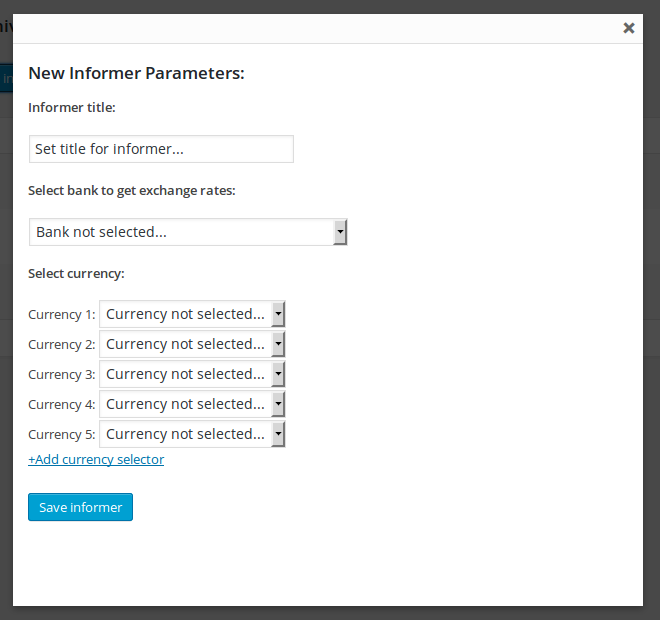 New Informer Parameters:
Informer title:
Set title for informer...
Select bank to get exchange rates:
Bank not selected...
Select currency:
Currency 1: Currency not selected...
Currency 2: Currency not selected...
Currency 3: Currency not selected...
Currency 4: Currency not selected...
Currency 5: Currency not selected...
+Add currency selector
Save informer